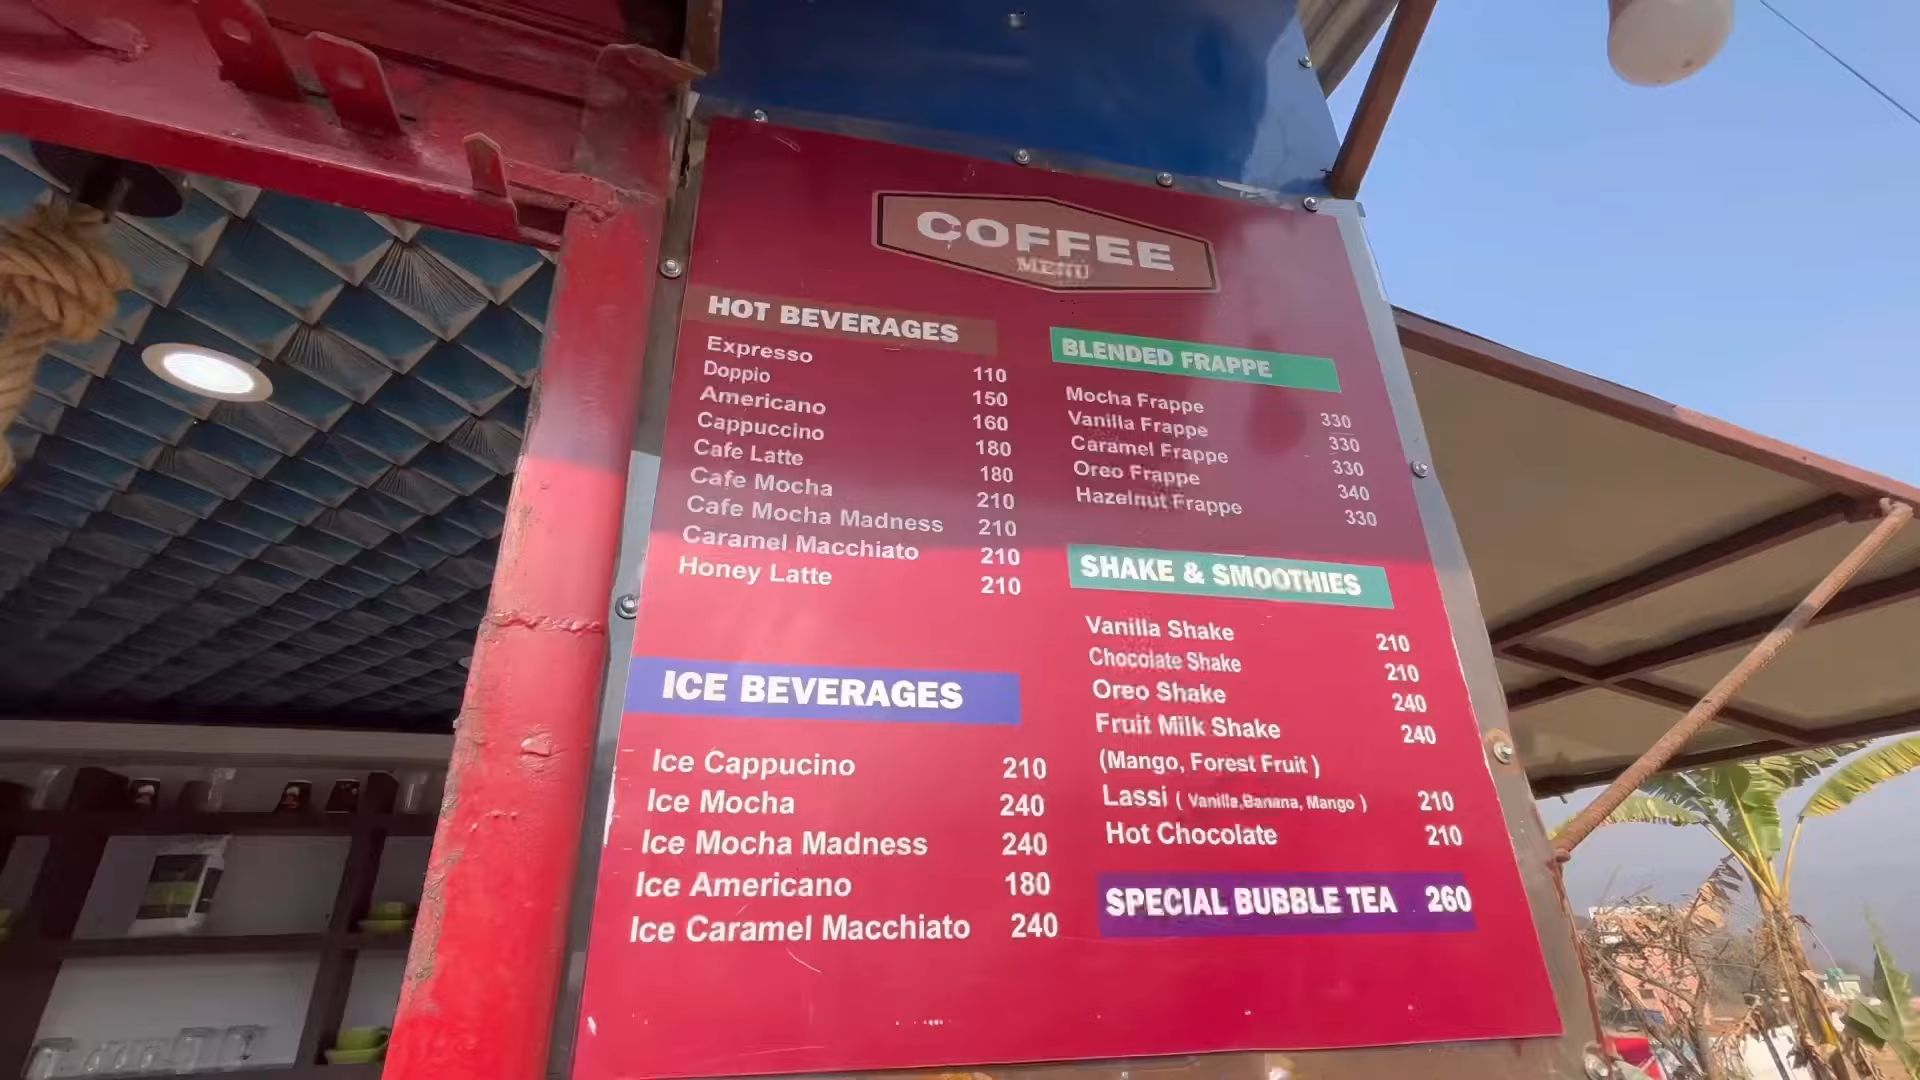 COFFEE
MENU
HOT BEVERAGES
Expresso 110
Doppio 150
Americano 160
Cappuccino 180
Cafe Latte 180
Cafe Mocha 210
Cafe Mocha Madness 210
Caramel Macchiato 210
Honey Latte 210
ICE BEVERAGES
Ice Cappucino 210
Ice Mocha 240
Ice Mocha Madness 240
Ice Americano 180
Ice Caramel Macchiato 240
BLENDED FRAPPE
Mocha Frappe 330
Vanilla Frappe 330
Caramel Frappe 330
Oreo Frappe 340
Hazelnut Frappe 330
SHAKE & SMOOTHIES
Vanilla Shake 210
Chocolate Shake 210
Oreo Shake 240
Fruit Milk Shake 240
(Mango, Forest Fruit )
Lassi ( Vanilla,Banana, Mango ) 210
Hot Chocolate 210
SPECIAL BUBBLE TEA 260